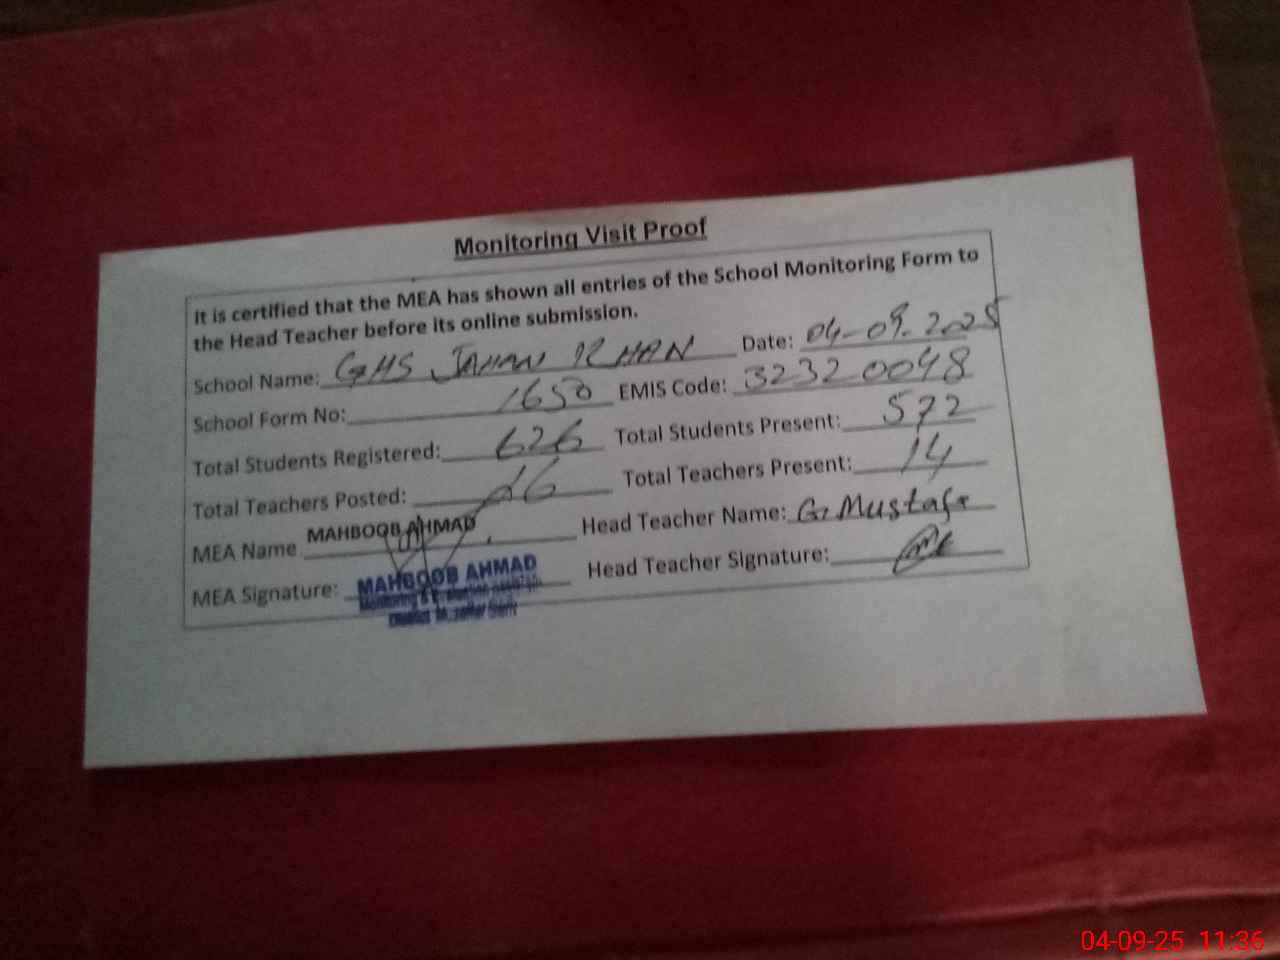 Monitoring Visit Proof
It is certified that the MEA has shown all entries of the School Monitoring Form to
the Head Teacher before its online submission.
School Name: GHS JAHAN KHAN Date: 04-09-2025
School Form No: 1650 EMIS Code: 32320048
Total Students Registered: 626 Total Students Present: 572
Total Teachers Posted: 16 Total Teachers Present: 14
MEA Name MAHBOOB AHMAD Head Teacher Name: G. Mustafa
MEA Signature: Head Teacher Signature:
MAHBOOB AHMAD
Monitoring &
04-09-25 11:36